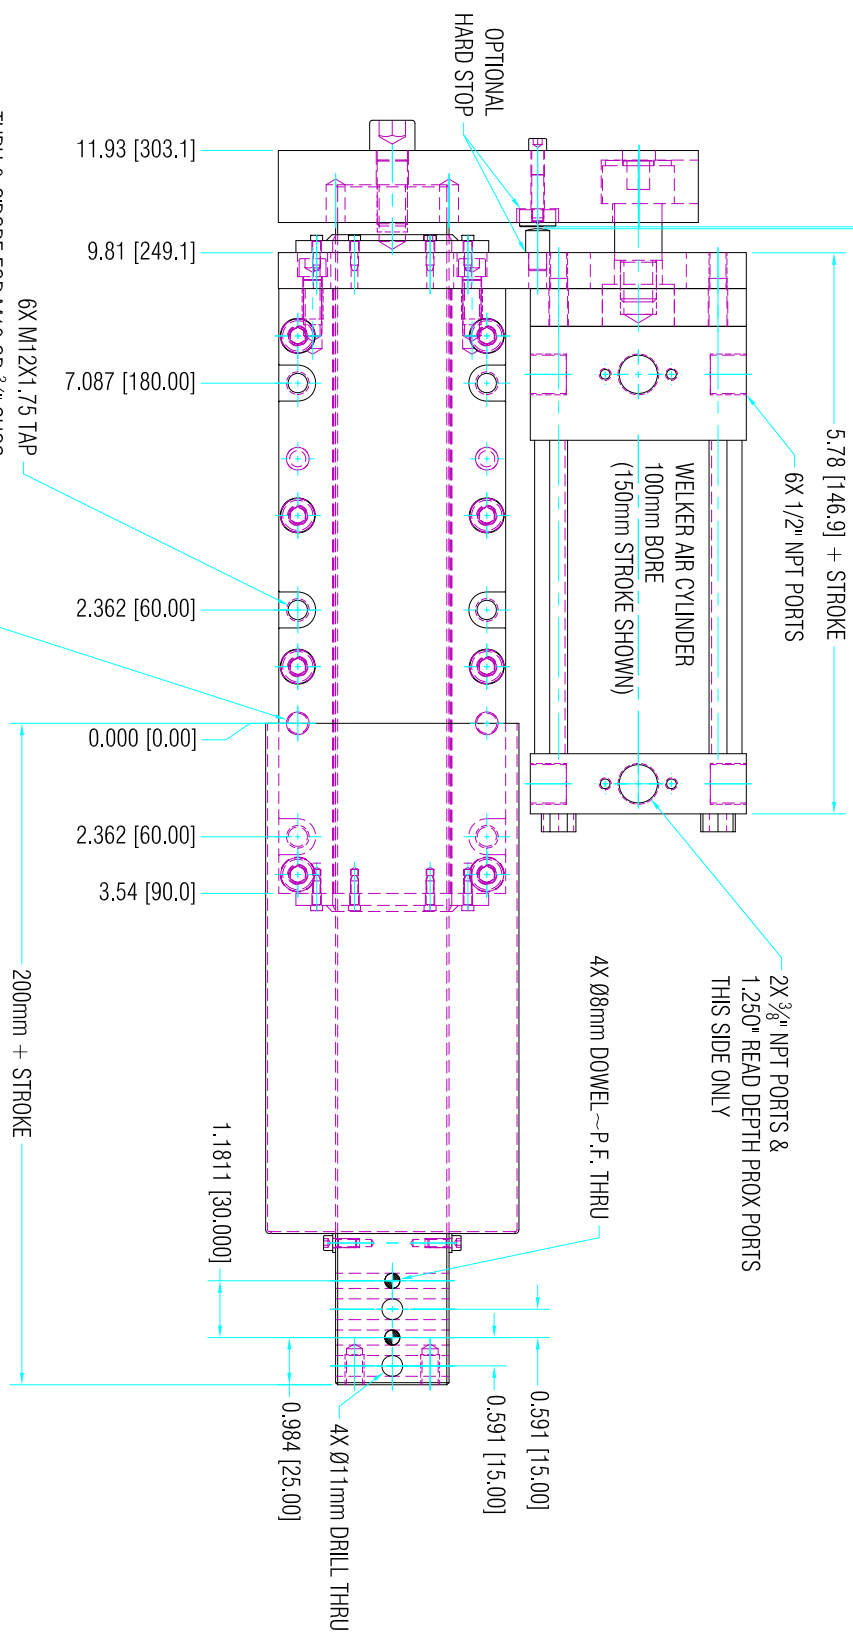 OPTIONAL
HARD STOP
11.93 [303.1]
9.81 [249.1]
7.087 [180.00]
2.362 [60.00]
0.000 [0.00]
2.362 [60.00]
3.54 [90.0]
6X M12X1.75 TAP
5.78 [146.9] + STROKE
6X 1/2" NPT PORTS
WELKER AIR CYLINDER
100mm BORE
(150mm STROKE SHOWN)
2X 3/8" NPT PORTS &
1.250" READ DEPTH PROX PORTS
THIS SIDE ONLY
4X Ø8mm DOWEL~P.F. THRU
1.1811 [30.000]
0.591 [15.00]
0.591 [15.00]
0.984 [25.00]
4X Ø11mm DRILL THRU
200mm + STROKE